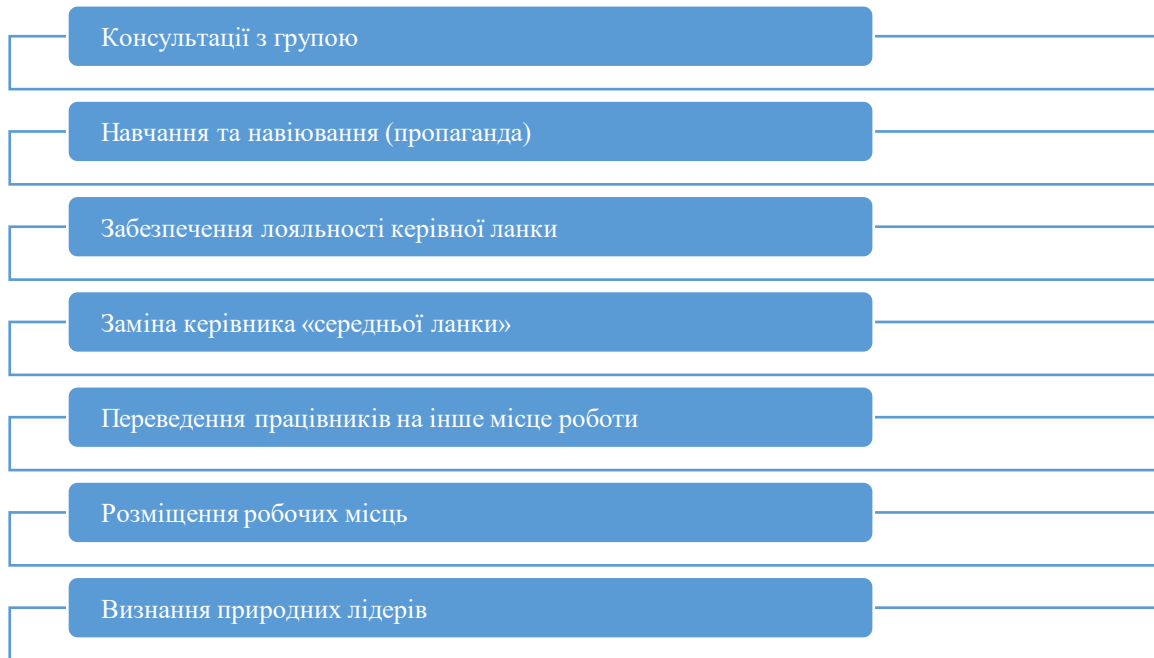 Консультації з групою
Навчання та навіювання (пропаганда)
Забезпечення лояльності керівної ланки
Заміна керівника «середньої ланки»
Переведення працівників на інше місце роботи
Розміщення робочих місць
Визнання природних лідерів